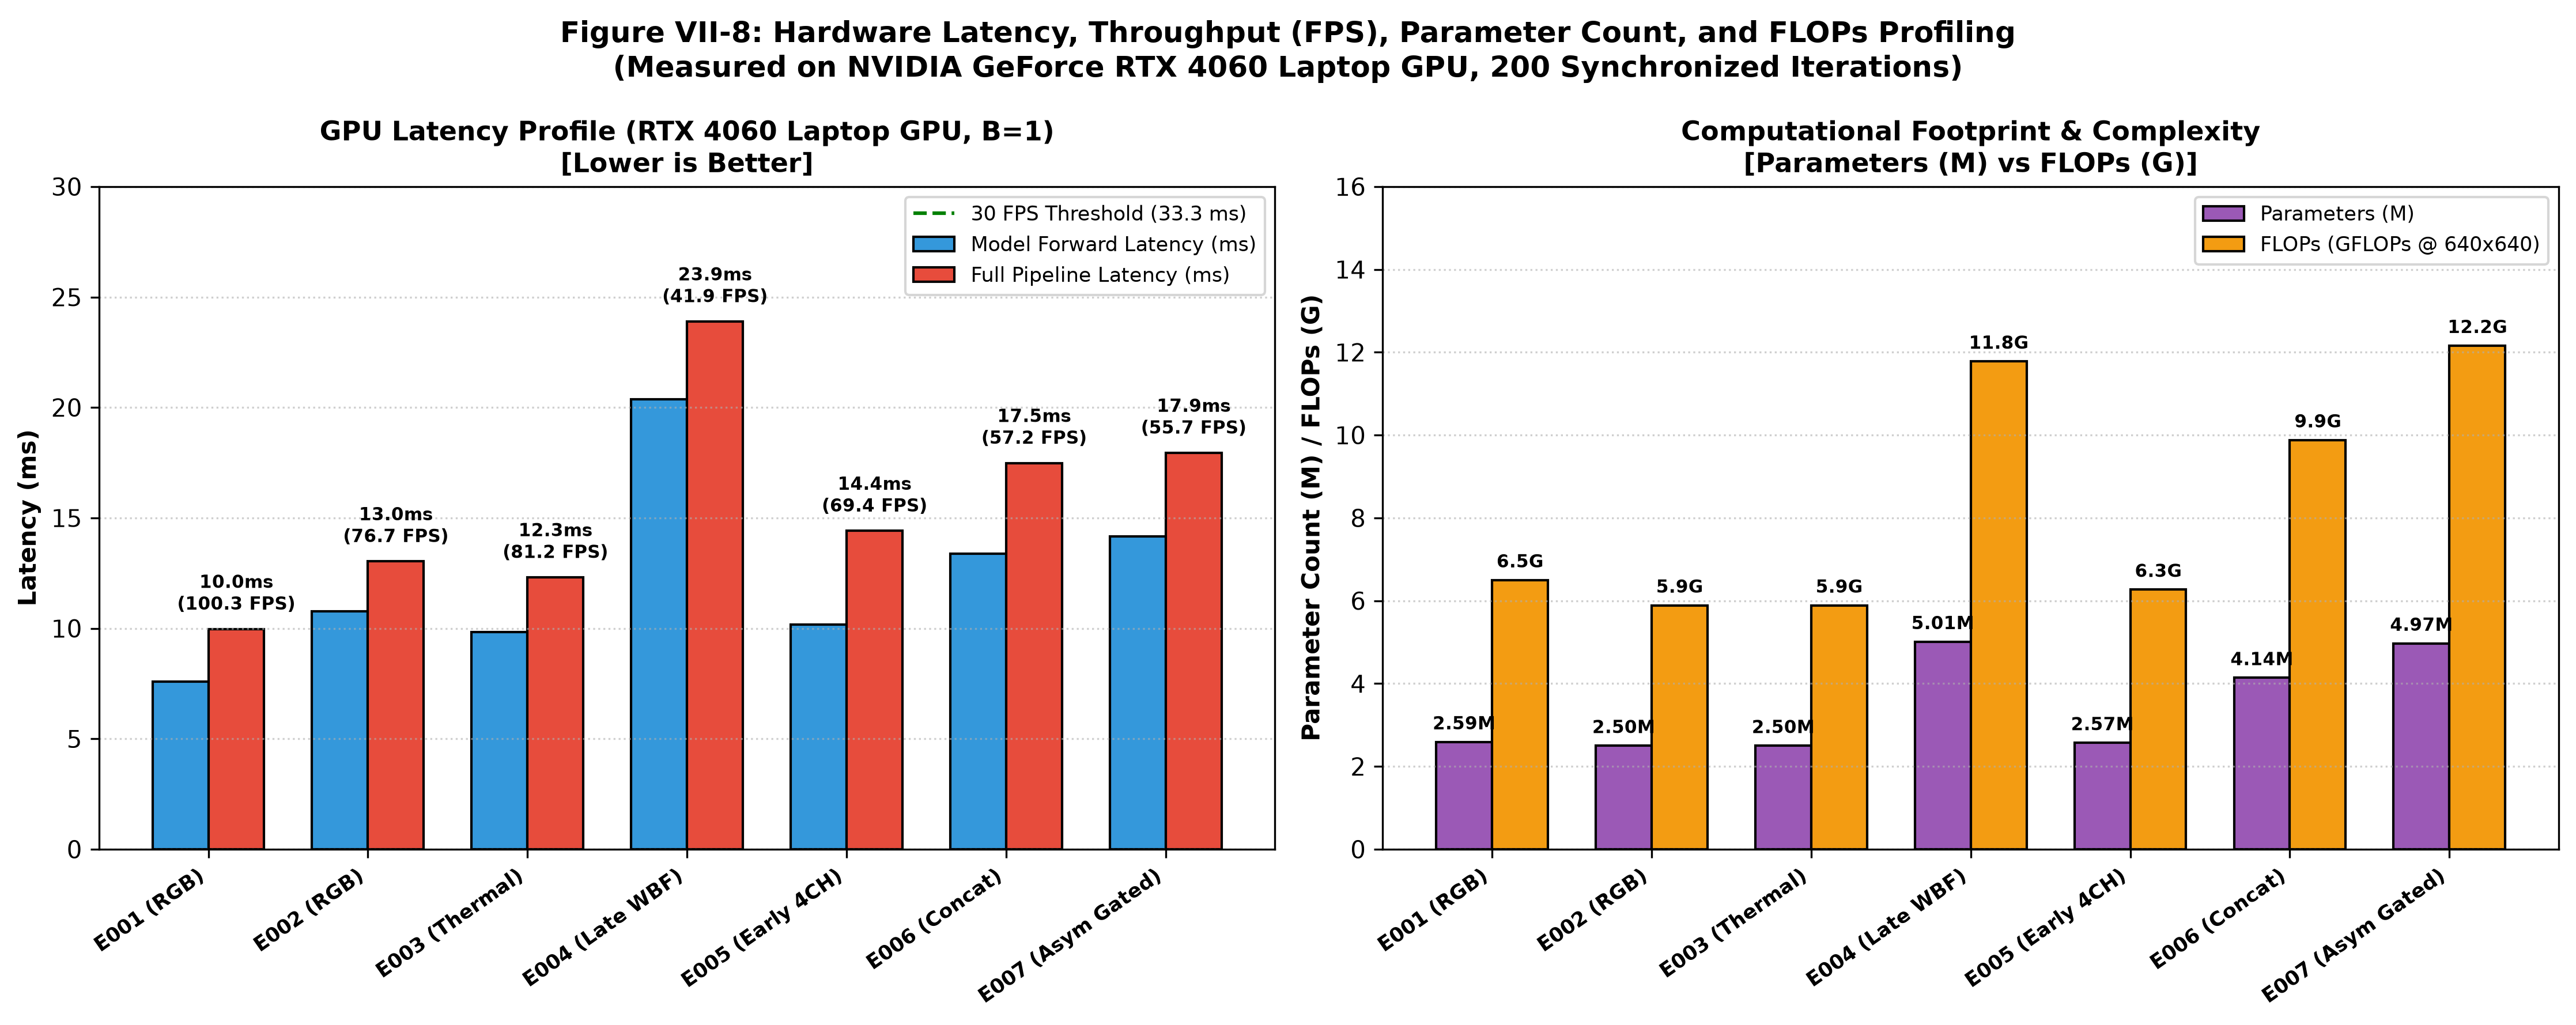 Figure VII-8: Hardware Latency, Throughput (FPS), Parameter Count, and FLOPs Profiling
(Measured on NVIDIA GeForce RTX 4060 Laptop GPU, 200 Synchronized Iterations)
GPU Latency Profile (RTX 4060 Laptop GPU, B=1)
[Lower is Better]
Latency (ms)
30
25
20
15
10
5
0
30 FPS Threshold (33.3 ms)
Model Forward Latency (ms)
Full Pipeline Latency (ms)
10.0ms
(100.3 FPS)
13.0ms
(76.7 FPS)
12.3ms
(81.2 FPS)
23.9ms
(41.9 FPS)
14.4ms
(69.4 FPS)
17.5ms
(57.2 FPS)
17.9ms
(55.7 FPS)
E001 (RGB)
E002 (RGB)
E003 (Thermal)
E004 (Late WBF)
E005 (Early 4CH)
E006 (Concat)
E007 (Asym Gated)
Computational Footprint & Complexity
[Parameters (M) vs FLOPs (G)]
Parameter Count (M) / FLOPs (G)
16
14
12
10
8
6
4
2
0
Parameters (M)
FLOPs (GFLOPs @ 640x640)
2.59M
6.5G
2.50M
5.9G
2.50M
5.9G
5.01M
11.8G
2.57M
6.3G
4.14M
9.9G
4.97M
12.2G
E001 (RGB)
E002 (RGB)
E003 (Thermal)
E004 (Late WBF)
E005 (Early 4CH)
E006 (Concat)
E007 (Asym Gated)